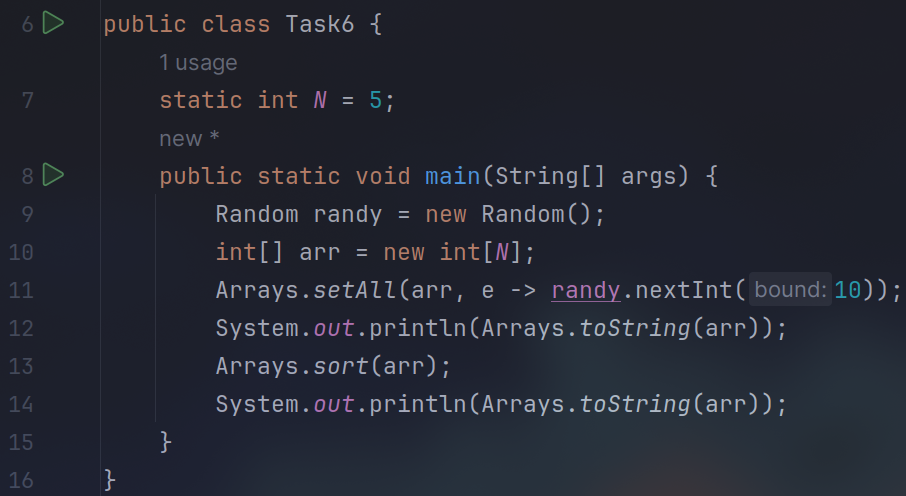 6 public class Task6 {
1 usage
7 static int N = 5;
new *
8 public static void main(String[] args) {
9 Random randy = new Random();
10 int[] arr = new int[N];
11 Arrays.setAll(arr, e -> randy.nextInt( bound: 10));
12 System.out.println(Arrays.toString(arr));
13 Arrays.sort(arr);
14 System.out.println(Arrays.toString(arr));
15 }
16 }